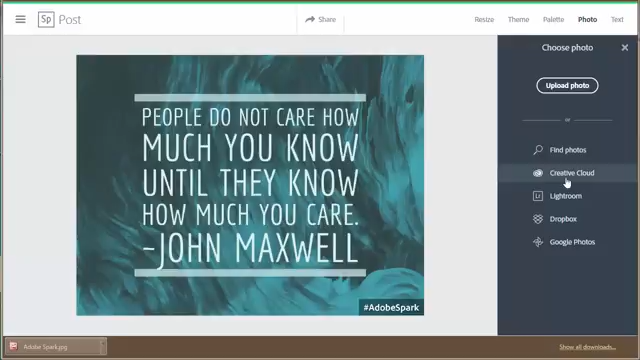 Sp Post
Share
Resize Theme Palette Photo Text
Choose photo
Upload photo
or
Find photos
Creative Cloud
Lr Lightroom
Dropbox
Google Photos
PEOPLE DO NOT CARE HOW
MUCH YOU KNOW
UNTIL THEY KNOW
HOW MUCH YOU CARE.
~JOHN MAXWELL
#AdobeSpark
Adobe Spark.jpg
Show all downloads...